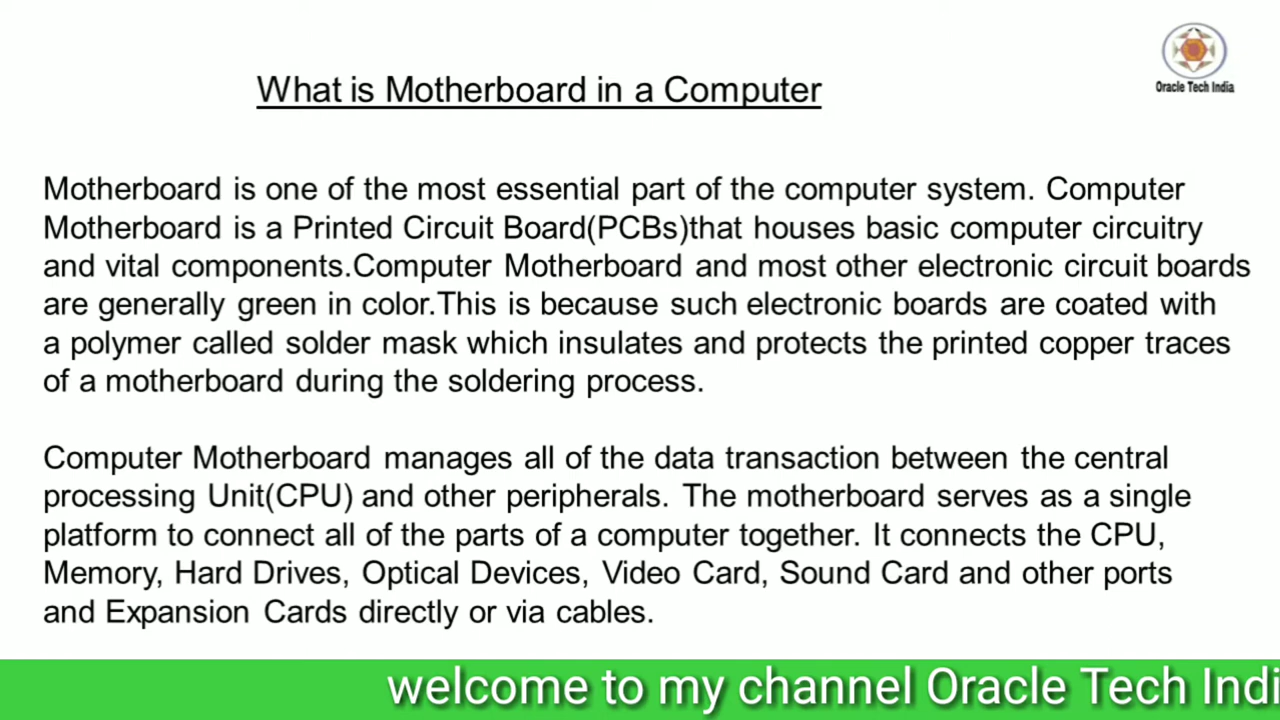 Oracle Tech India
What is Motherboard in a Computer
Motherboard is one of the most essential part of the computer system. Computer
Motherboard is a Printed Circuit Board(PCBs)that houses basic computer circuitry
and vital components.Computer Motherboard and most other electronic circuit boards
are generally green in color.This is because such electronic boards are coated with
a polymer called solder mask which insulates and protects the printed copper traces
of a motherboard during the soldering process.
Computer Motherboard manages all of the data transaction between the central
processing Unit(CPU) and other peripherals. The motherboard serves as a single
platform to connect all of the parts of a computer together. It connects the CPU,
Memory, Hard Drives, Optical Devices, Video Card, Sound Card and other ports
and Expansion Cards directly or via cables.
welcome to my channel Oracle Tech Indi